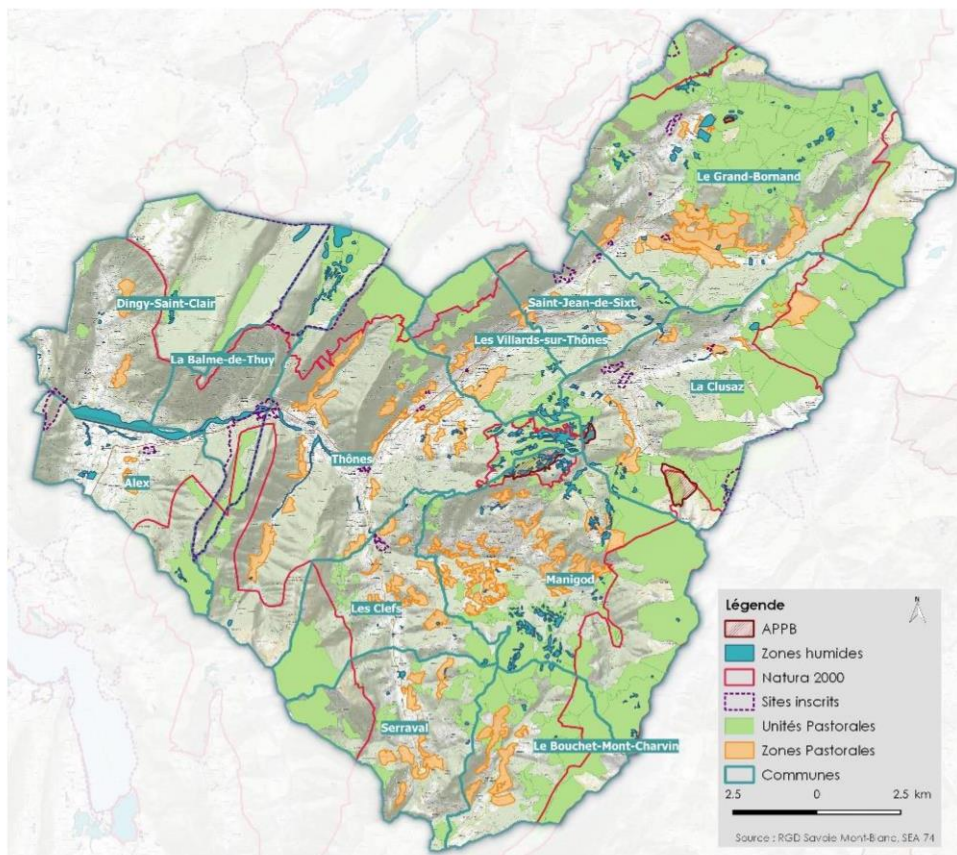 Le Grand-Bornand
Dingy-Saint-Clair
Saint-Jean-de-Sixt
Les Villards-sur-Thônes
La Balme-de-Thuy
La Clusaz
Thônes
Alex
Manigod
Les Clefs
Serraval
Le Bouchet-Mont-Charvin
Légende
N
APPB
Zones humides
Natura 2000
Sites inscrits
Unités Pastorales
Zones Pastorales
Communes
2.5 0 2.5 km
Source : RGD Savoie Mont-Blanc, SEA 74